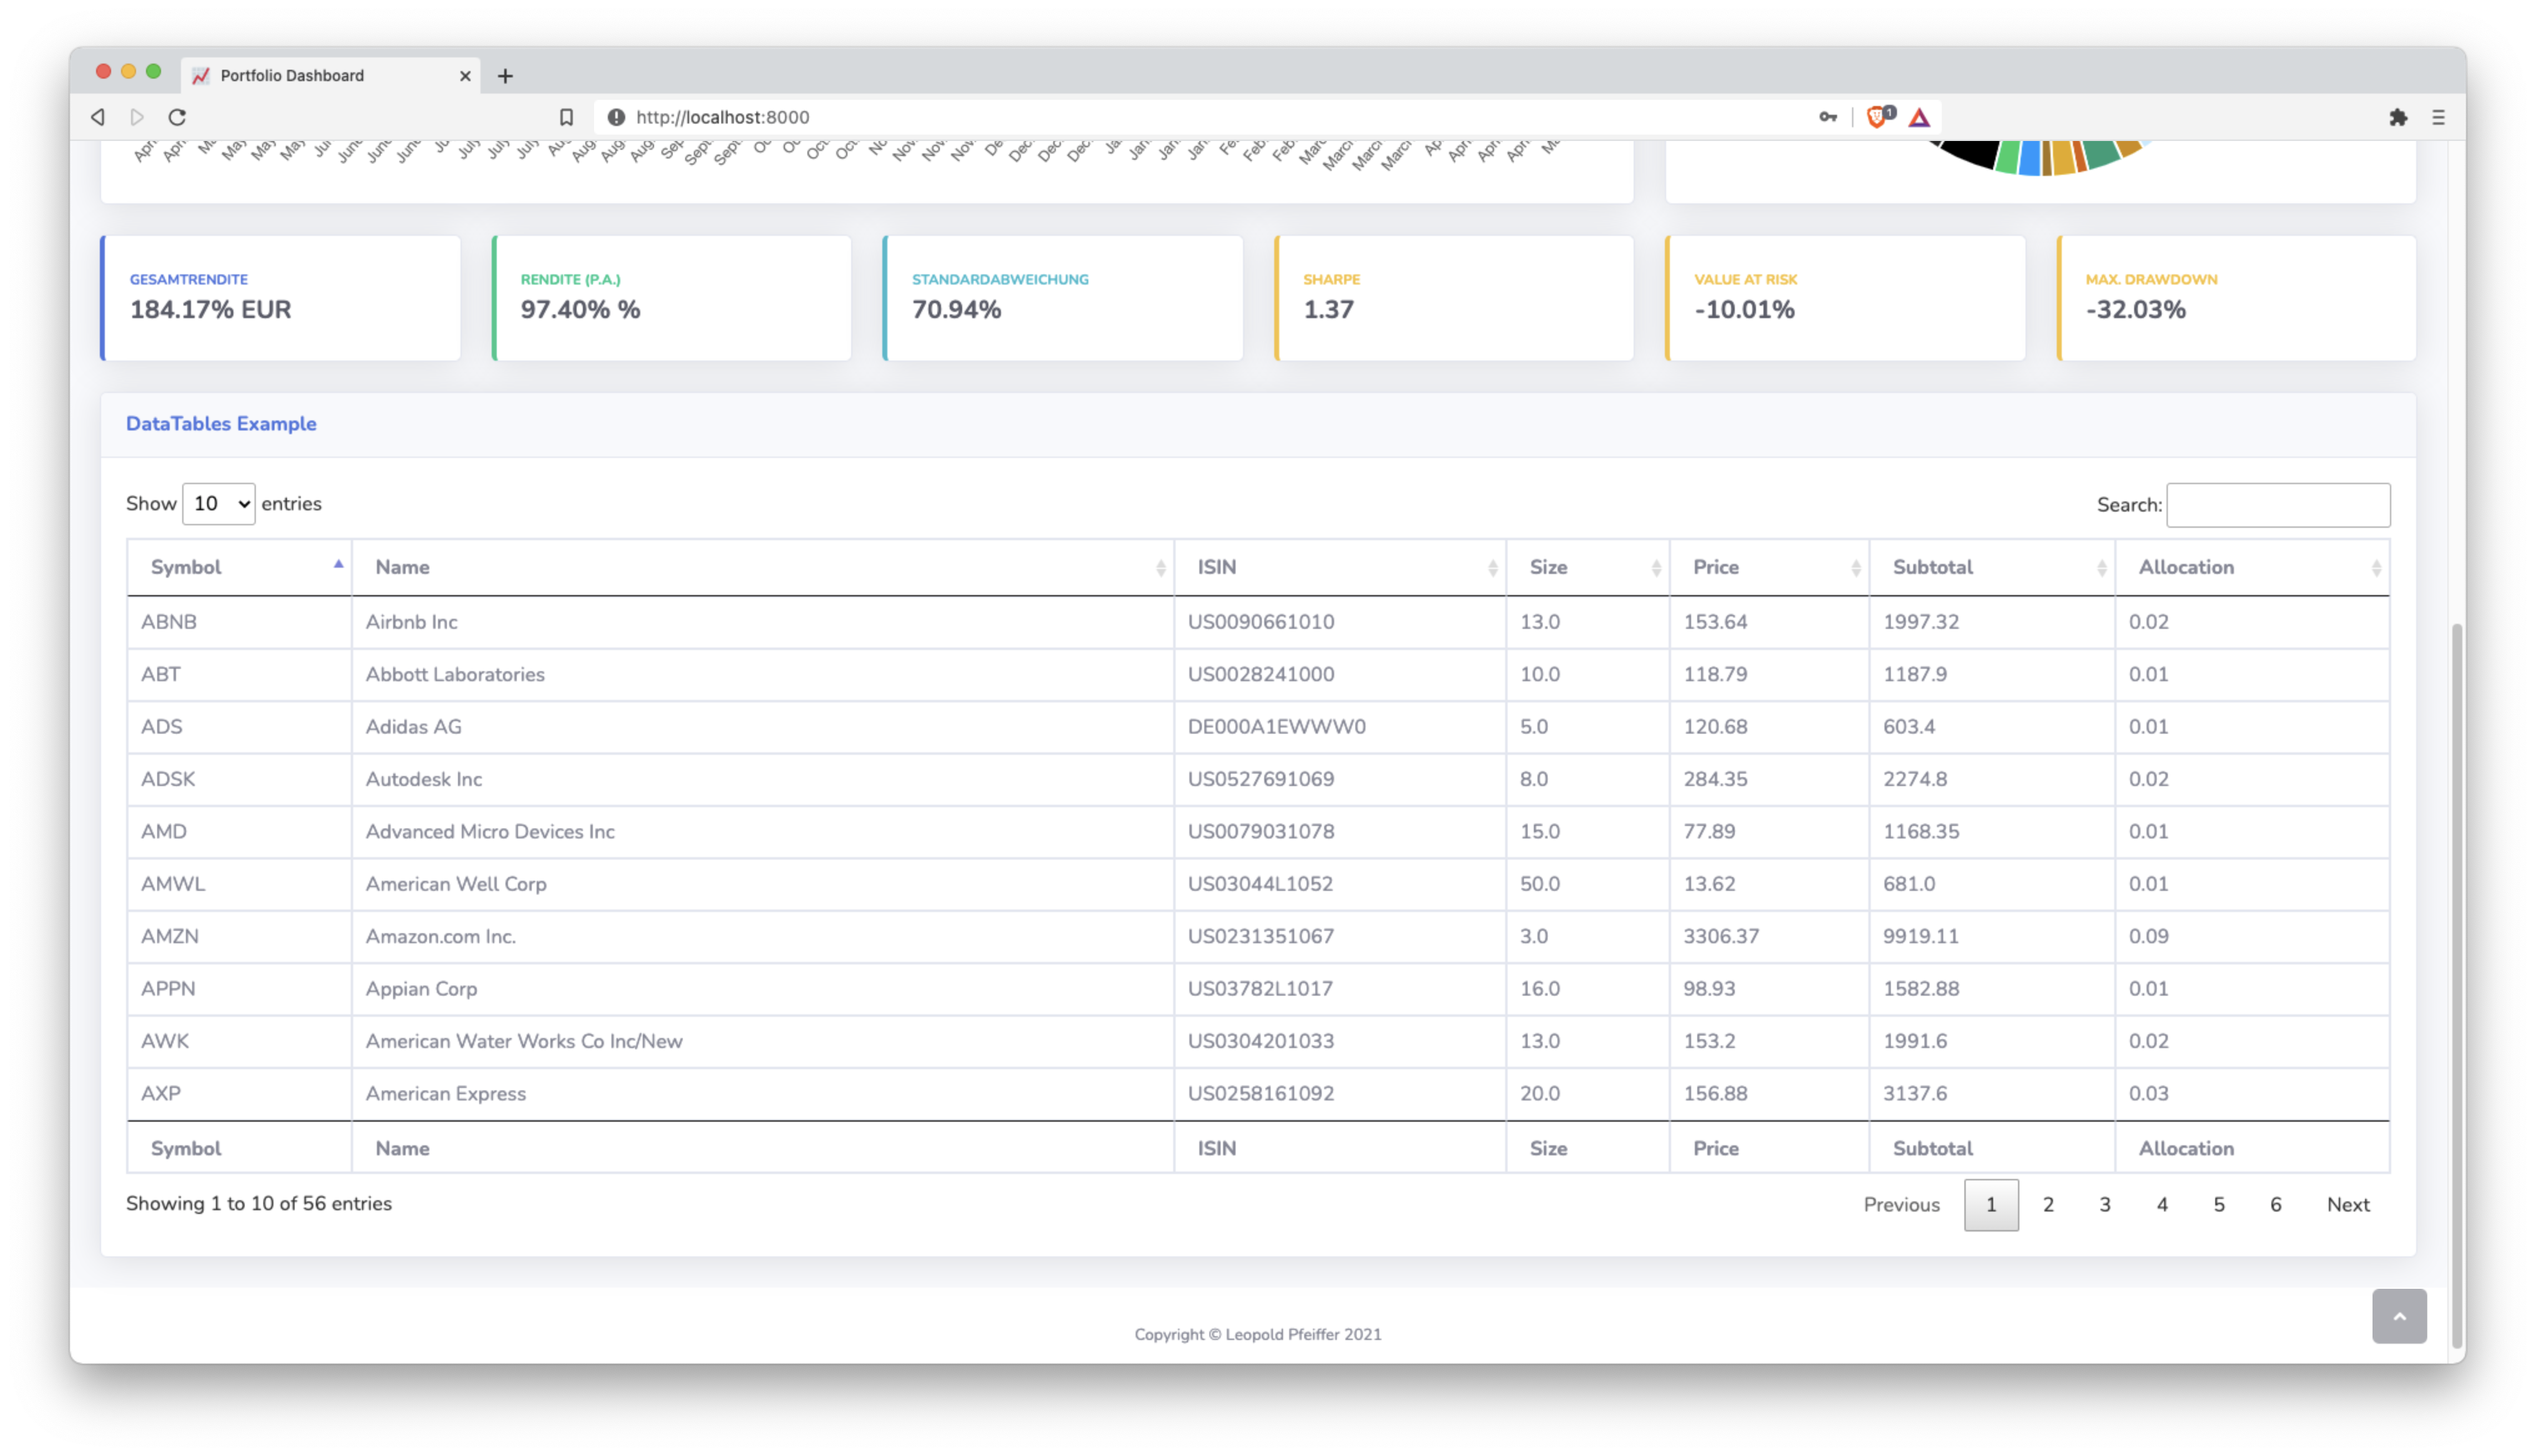 Portfolio Dashboard
http://localhost:8000
1
GESAMTRENDITE
184.17% EUR
RENDITE (P.A.)
97.40% %
STANDARDABWEICHUNG
70.94%
SHARPE
1.37
VALUE AT RISK
-10.01%
MAX. DRAWDOWN
-32.03%
DataTables Example
Show 10 entries
Search:
Symbol Name ISIN Size Price Subtotal Allocation
ABNB Airbnb Inc US0090661010 13.0 153.64 1997.32 0.02
ABT Abbott Laboratories US0028241000 10.0 118.79 1187.9 0.01
ADS Adidas AG DE000A1EWWW0 5.0 120.68 603.4 0.01
ADSK Autodesk Inc US0527691069 8.0 284.35 2274.8 0.02
AMD Advanced Micro Devices Inc US0079031078 15.0 77.89 1168.35 0.01
AMWL American Well Corp US03044L1052 50.0 13.62 681.0 0.01
AMZN Amazon.com Inc. US0231351067 3.0 3306.37 9919.11 0.09
APPN Appian Corp US03782L1017 16.0 98.93 1582.88 0.01
AWK American Water Works Co Inc/New US0304201033 13.0 153.2 1991.6 0.02
AXP American Express US0258161092 20.0 156.88 3137.6 0.03
Symbol Name ISIN Size Price Subtotal Allocation
Showing 1 to 10 of 56 entries
Previous 1 2 3 4 5 6 Next
Copyright © Leopold Pfeiffer 2021